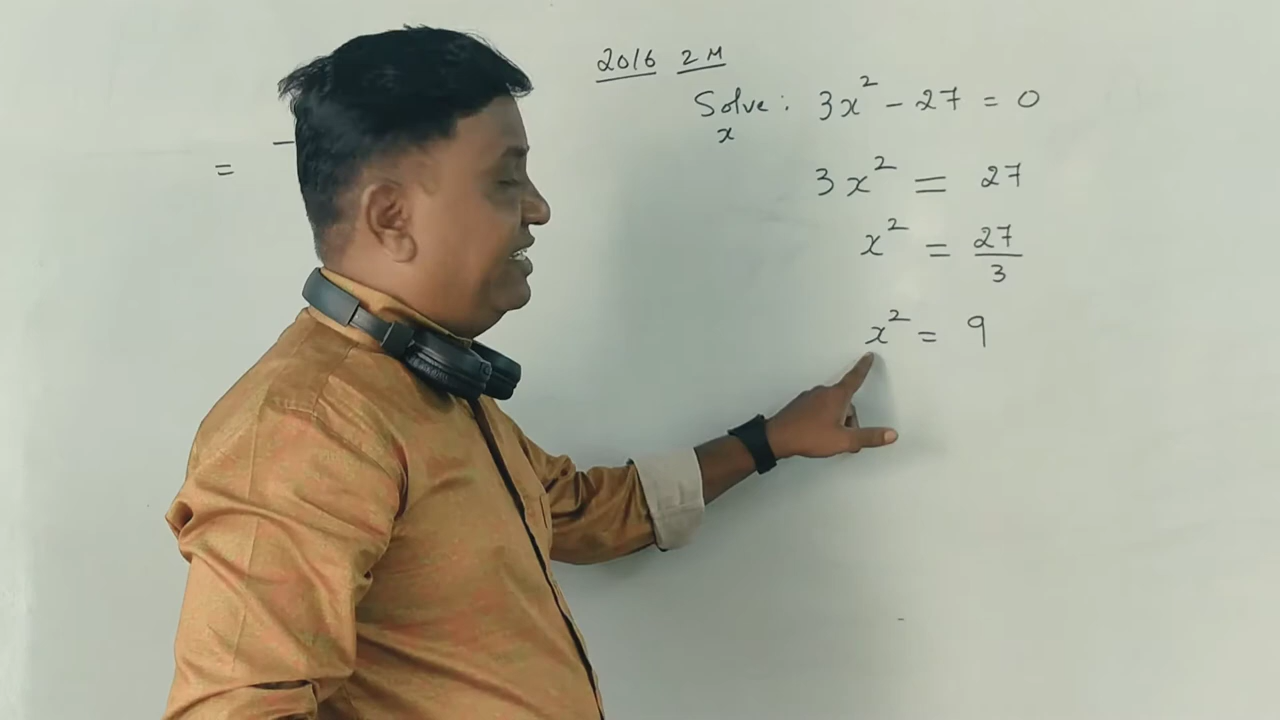 2016 2M
Solve: 3x² - 27 = 0
x
= -
3x² = 27
x² = 27/3
x² = 9